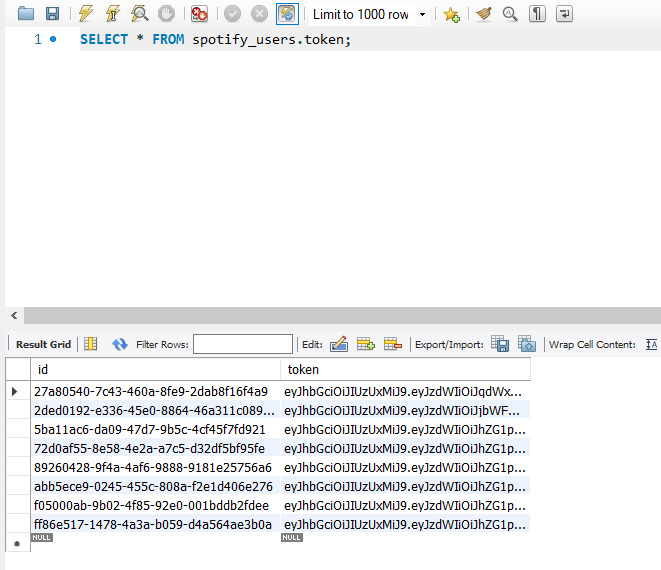 Limit to 1000 row
1 SELECT * FROM spotify_users.token;
Result Grid Filter Rows: Edit: Export/Import: Wrap Cell Content: IA
id token
27a80540-7c43-460a-8fe9-2dab8f16f4a9 eyJhbGciOiJIUzUxMiJ9.eyJzdWIiOiJqdWx...
2ded0192-e336-45e0-8864-46a311c089... eyJhbGciOiJIUzUxMiJ9.eyJzdWIiOiJjbWF...
5ba11ac6-da09-47d7-9b5c-4cf45f7fd921 eyJhbGciOiJIUzUxMiJ9.eyJzdWIiOiJhZG1p...
72d0af55-8e58-4e2a-a7c5-d32df5bf95fe eyJhbGciOiJIUzUxMiJ9.eyJzdWIiOiJhZG1p...
89260428-9f4a-4af6-9888-9181e25756a6 eyJhbGciOiJIUzUxMiJ9.eyJzdWIiOiJhZG1p...
abb5ece9-0245-455c-808a-f2e1d406e276 eyJhbGciOiJIUzUxMiJ9.eyJzdWIiOiJhZG1p...
f05000ab-9b02-4f85-92e0-001bddb2fdee eyJhbGciOiJIUzUxMiJ9.eyJzdWIiOiJhZG1p...
ff86e517-1478-4a3a-b059-d4a564ae3b0a eyJhbGciOiJIUzUxMiJ9.eyJzdWIiOiJhZG1p...
NULL NULL